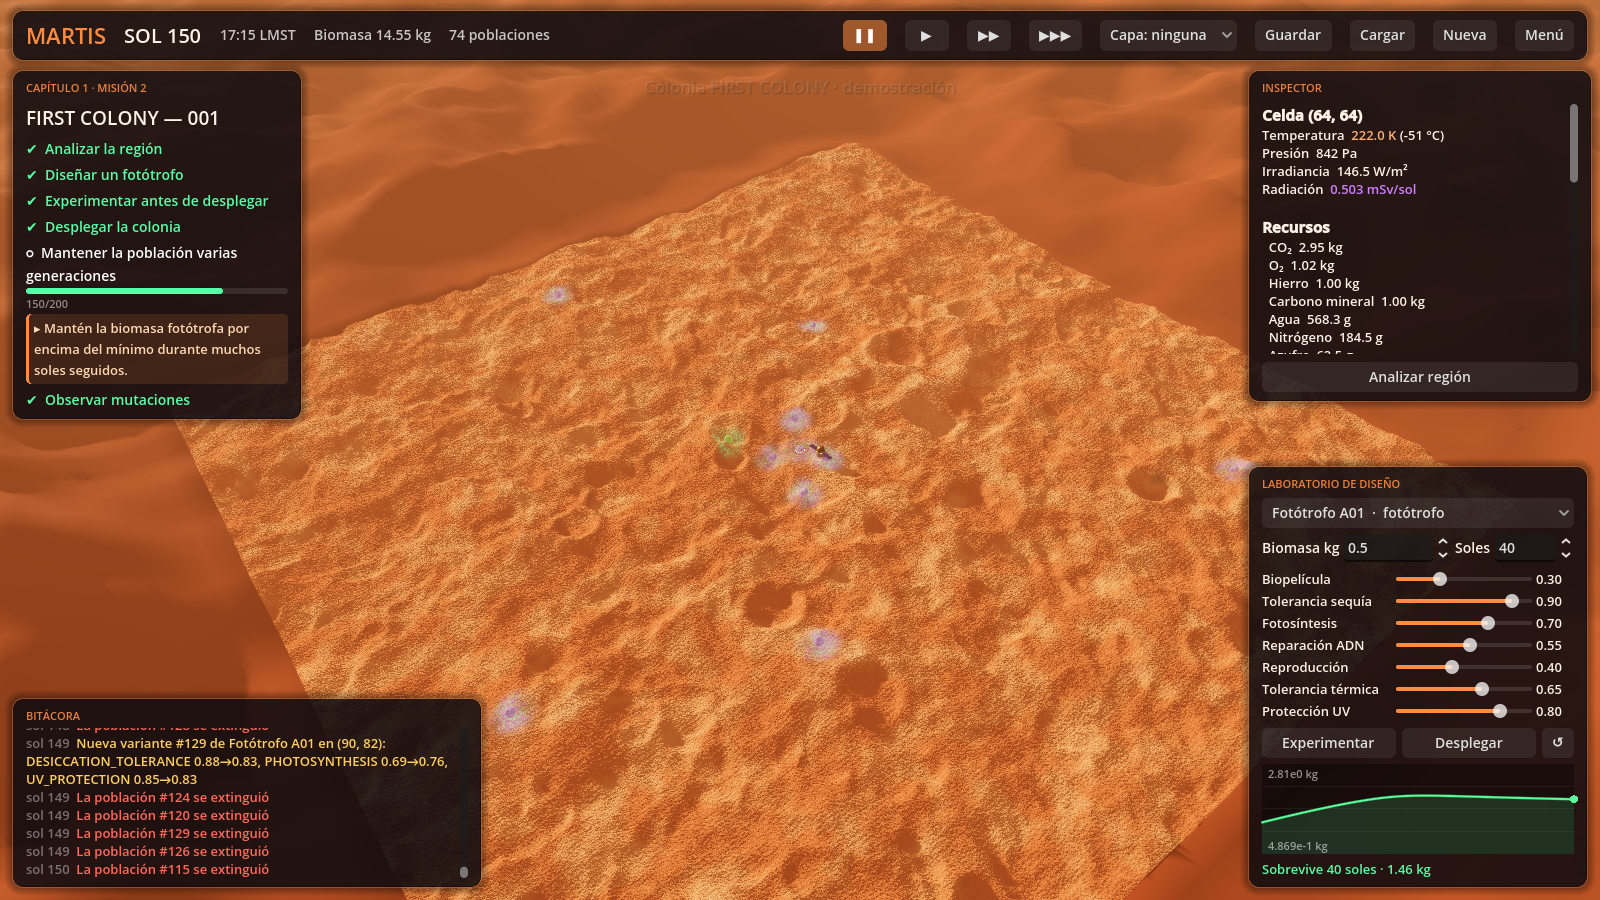 MARTIS SOL 150 17:15 LMST Biomasa 14.55 kg 74 poblaciones
Capa: ninguna Guardar Cargar Nueva Menú
Colonia FIRST COLONY · demostración
CAPÍTULO 1 · MISIÓN 2
FIRST COLONY — 001
✔ Analizar la región
✔ Diseñar un fotótrofo
✔ Experimentar antes de desplegar
✔ Desplegar la colonia
Mantener la población varias
generaciones
150/200
▸ Mantén la biomasa fotótrofa por
encima del mínimo durante muchos
soles seguidos.
✔ Observar mutaciones
INSPECTOR
Celda (64, 64)
Temperatura 222.0 K (-51 °C)
Presión 842 Pa
Irradiancia 146.5 W/m²
Radiación 0.503 mSv/sol
Recursos
CO₂ 2.95 kg
O₂ 1.02 kg
Hierro 1.00 kg
Carbono mineral 1.00 kg
Agua 568.3 g
Nitrógeno 184.5 g
Analizar región
LABORATORIO DE DISEÑO
Fotótrofo A01 · fotótrofo
Biomasa kg 0.5 Soles 40
Biopelícula 0.30
Tolerancia sequía 0.90
Fotosíntesis 0.70
Reparación ADN 0.55
Reproducción 0.40
Tolerancia térmica 0.65
Protección UV 0.80
Experimentar Desplegar ↺
2.81e0 kg
4.869e-1 kg
Sobrevive 40 soles · 1.46 kg
BITÁCORA
sol 149 Nueva variante #129 de Fotótrofo A01 en (90, 82):
DESICCATION_TOLERANCE 0.88→0.83, PHOTOSYNTHESIS 0.69→0.76,
UV_PROTECTION 0.85→0.83
sol 149 La población #124 se extinguió
sol 149 La población #120 se extinguió
sol 149 La población #129 se extinguió
sol 149 La población #126 se extinguió
sol 150 La población #115 se extinguió